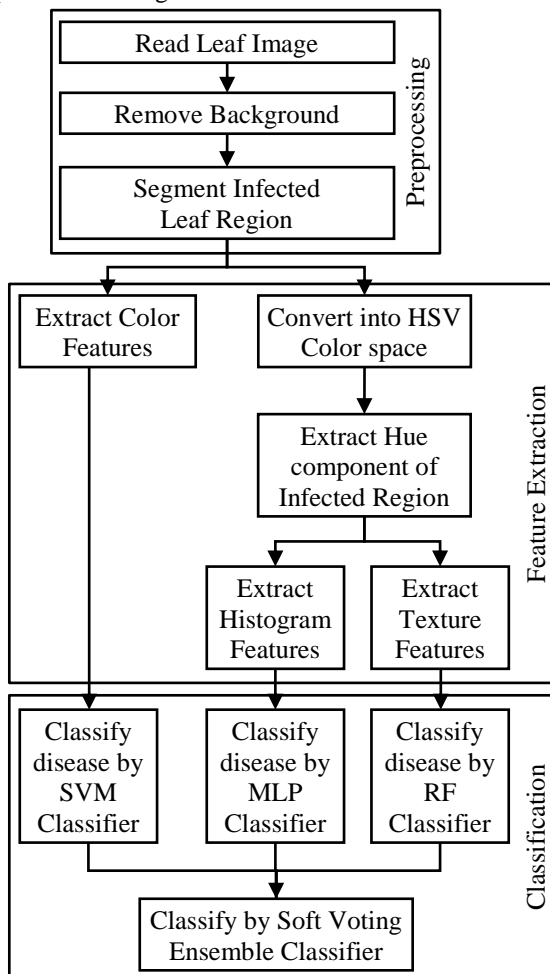 Read Leaf Image
Remove Background
Segment Infected
Leaf Region
Preprocessing
Extract Color
Features
Convert into HSV
Color space
Extract Hue
component of
Infected Region
Extract
Histogram
Features
Extract
Texture
Features
Feature Extraction
Classify
disease by
SVM
Classifier
Classify
disease by
MLP
Classifier
Classify
disease by
RF
Classifier
Classify by Soft Voting
Ensemble Classifier
Classification